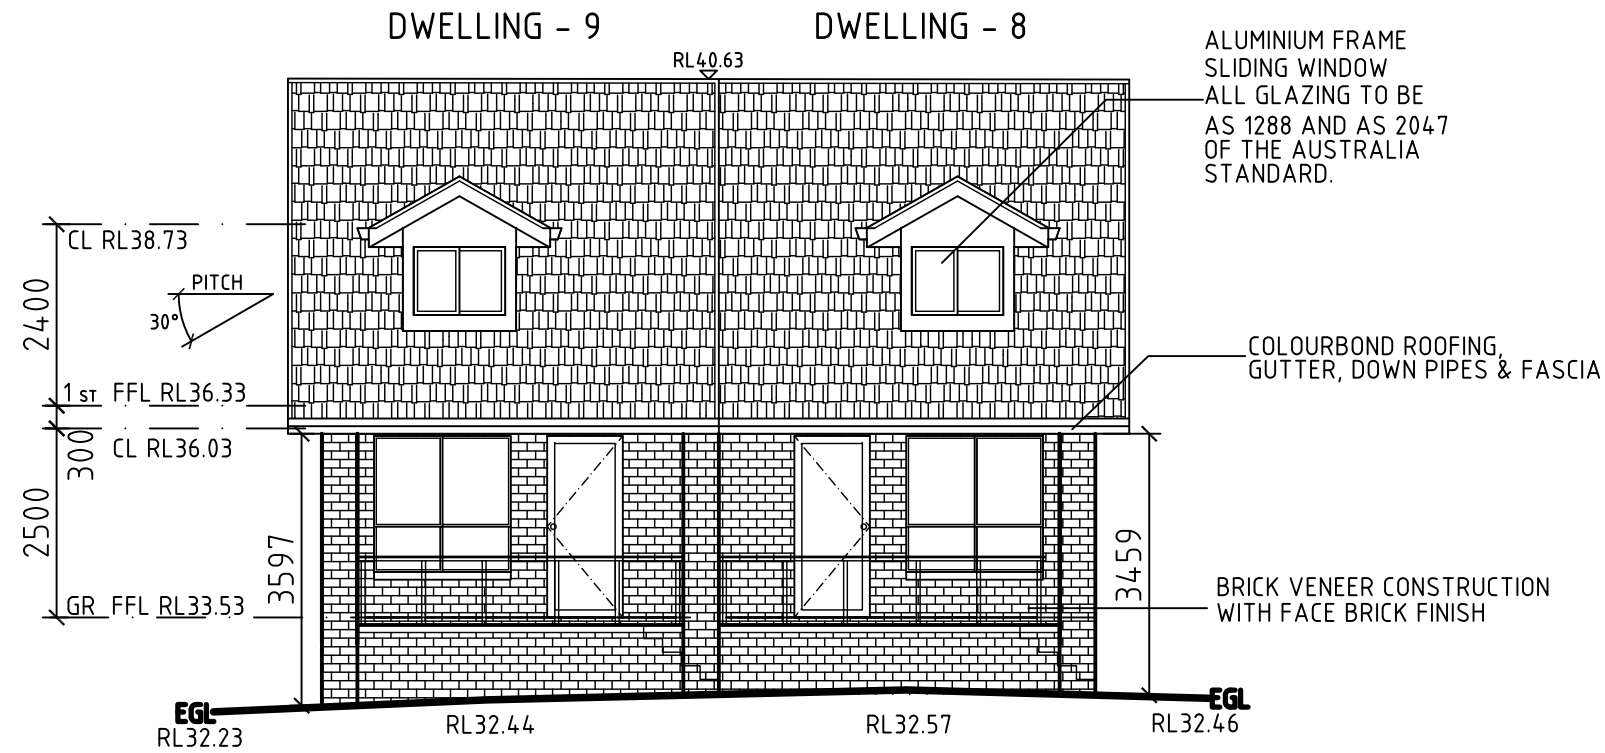 DWELLING - 9
DWELLING - 8
RL40.63
ALUMINIUM FRAME
SLIDING WINDOW
ALL GLAZING TO BE
AS 1288 AND AS 2047
OF THE AUSTRALIA
STANDARD.
CL RL38.73
PITCH
30°
2400
COLOURBOND ROOFING,
GUTTER, DOWN PIPES & FASCIA
1 ST FFL RL36.33
300
CL RL36.03
2500
3597
3459
BRICK VENEER CONSTRUCTION
WITH FACE BRICK FINISH
GR FFL RL33.53
EGL
RL32.23
RL32.44
RL32.57
EGL
RL32.46